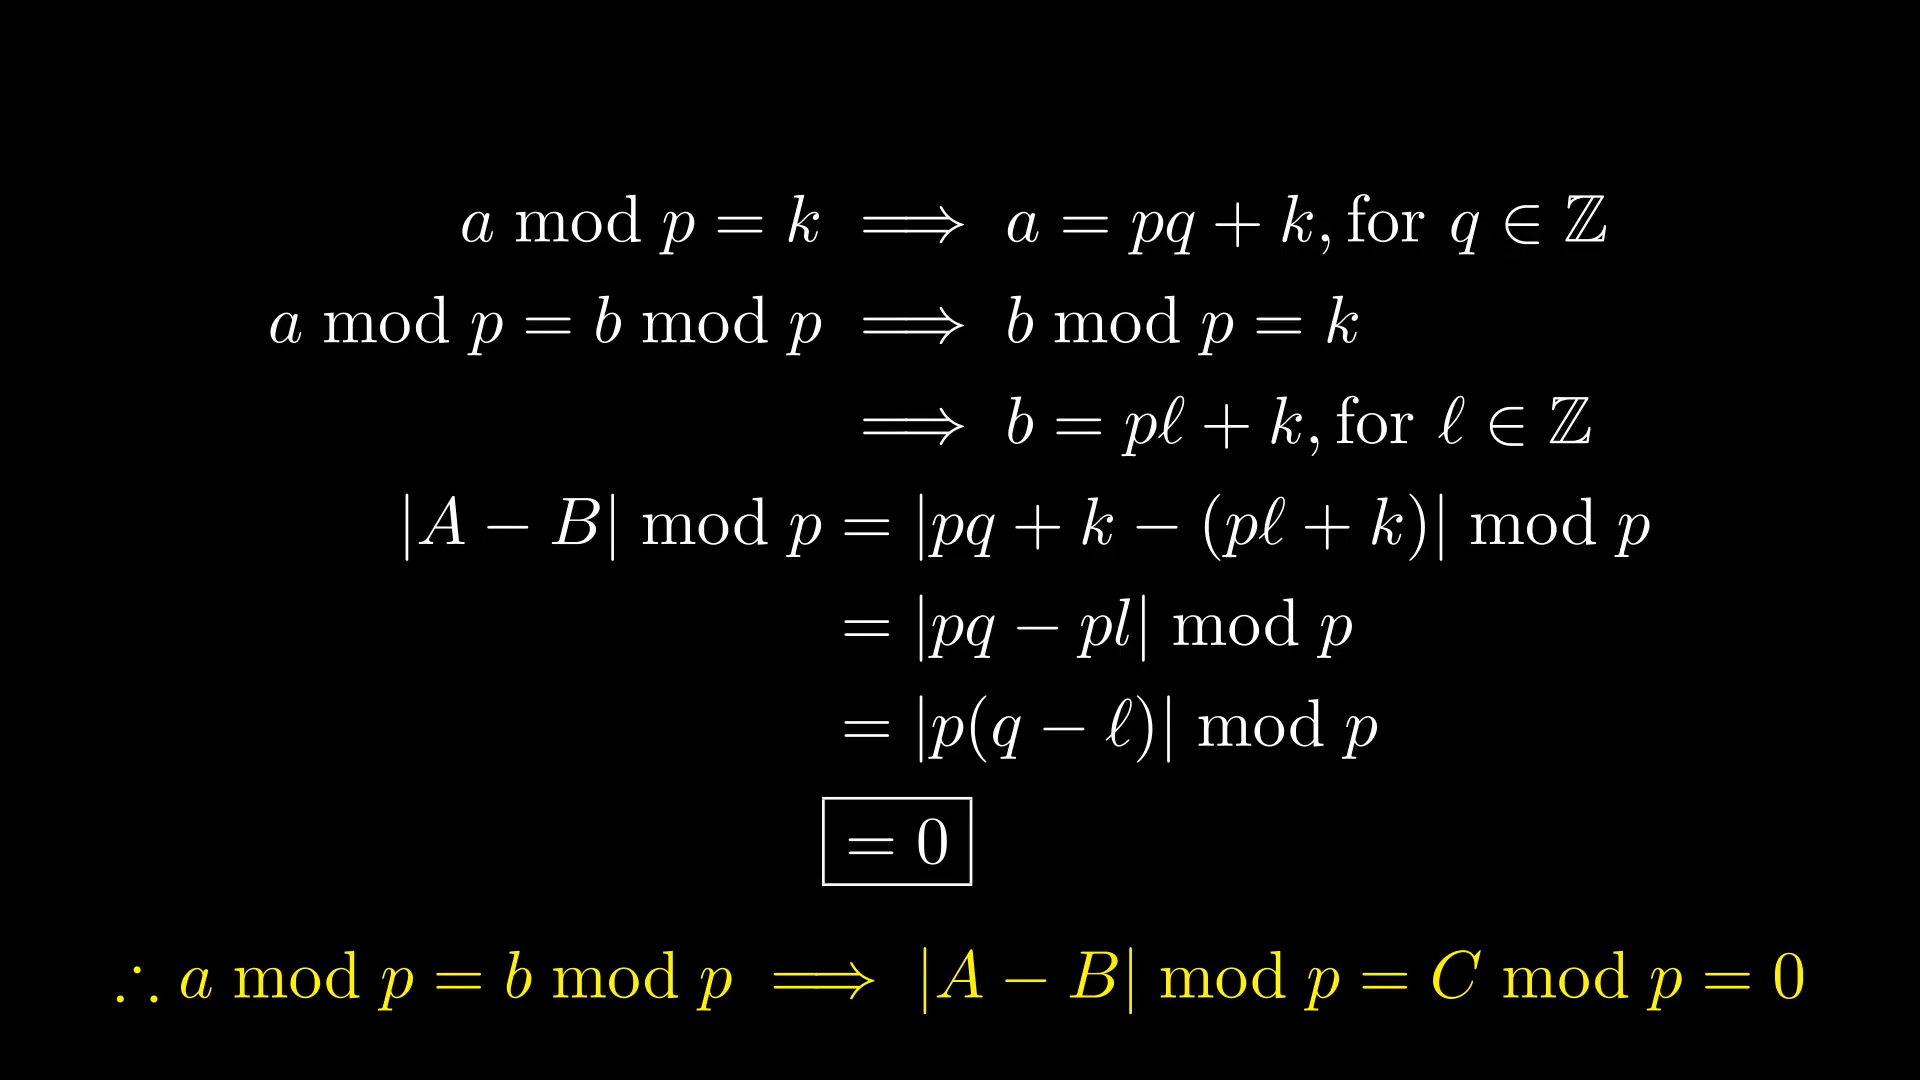 a mod p = k ⟹ a = pq + k, for q ∈ ℤ
a mod p = b mod p ⟹ b mod p = k
⟹ b = pℓ + k, for ℓ ∈ ℤ
|A − B| mod p = |pq + k − (pℓ + k)| mod p
= |pq − pl| mod p
= |p(q − ℓ)| mod p
= 0
∴ a mod p = b mod p ⟹ |A − B| mod p = C mod p = 0